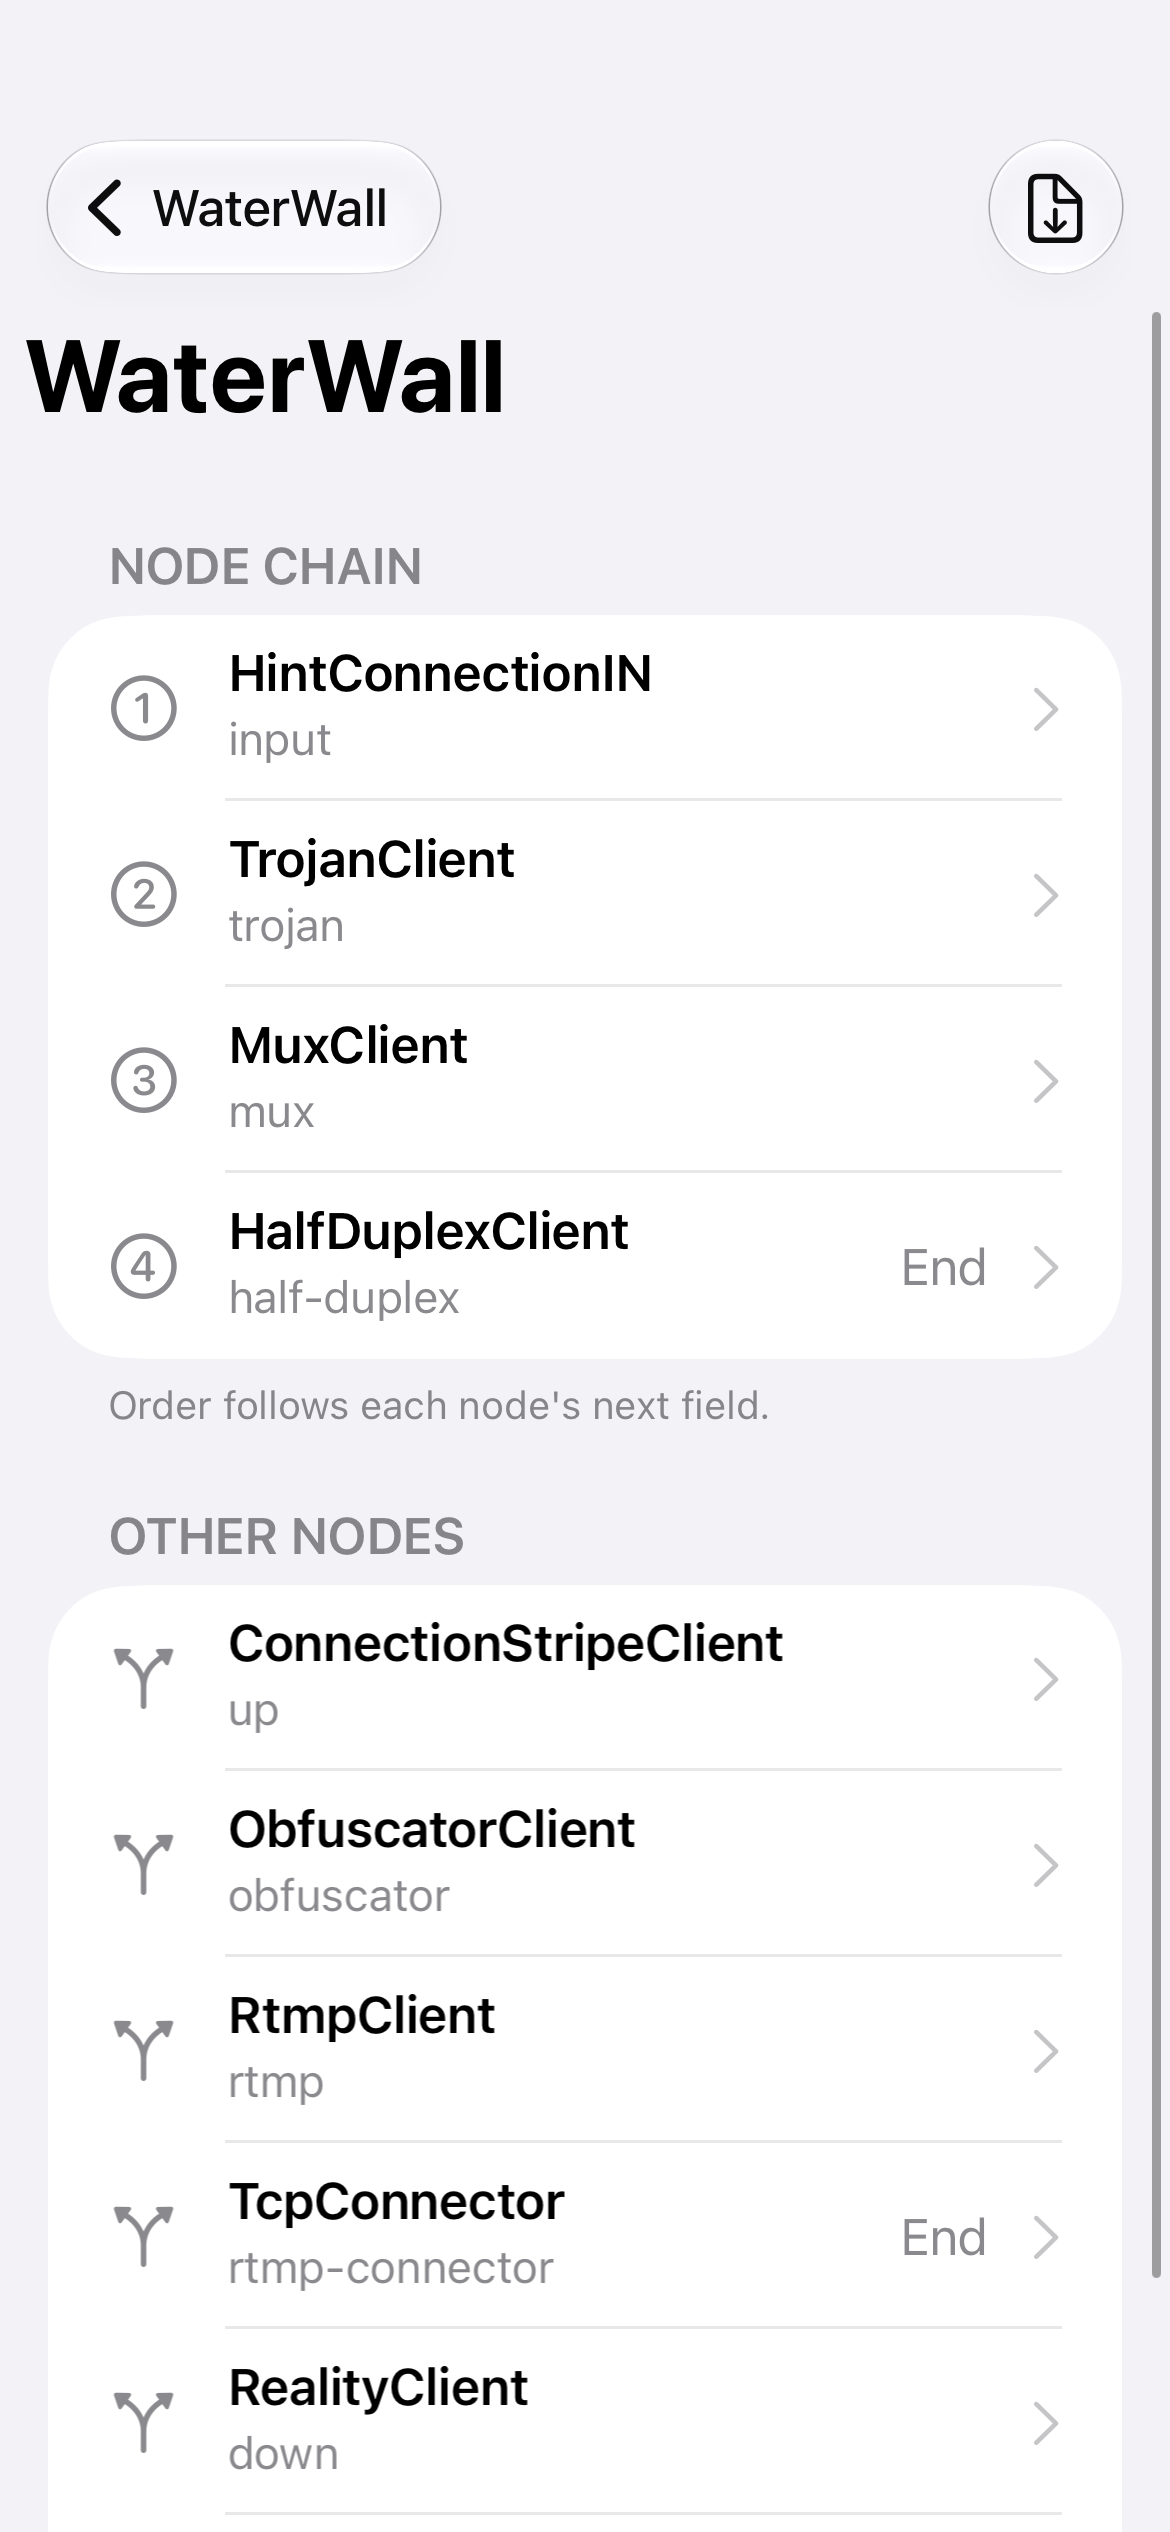 WaterWall
WaterWall
NODE CHAIN
1
HintConnectionIN
input
2
TrojanClient
trojan
3
MuxClient
mux
4
HalfDuplexClient
half-duplex
End
Order follows each node's next field.
OTHER NODES
ConnectionStripeClient
up
ObfuscatorClient
obfuscator
RtmpClient
rtmp
TcpConnector
rtmp-connector
End
RealityClient
down